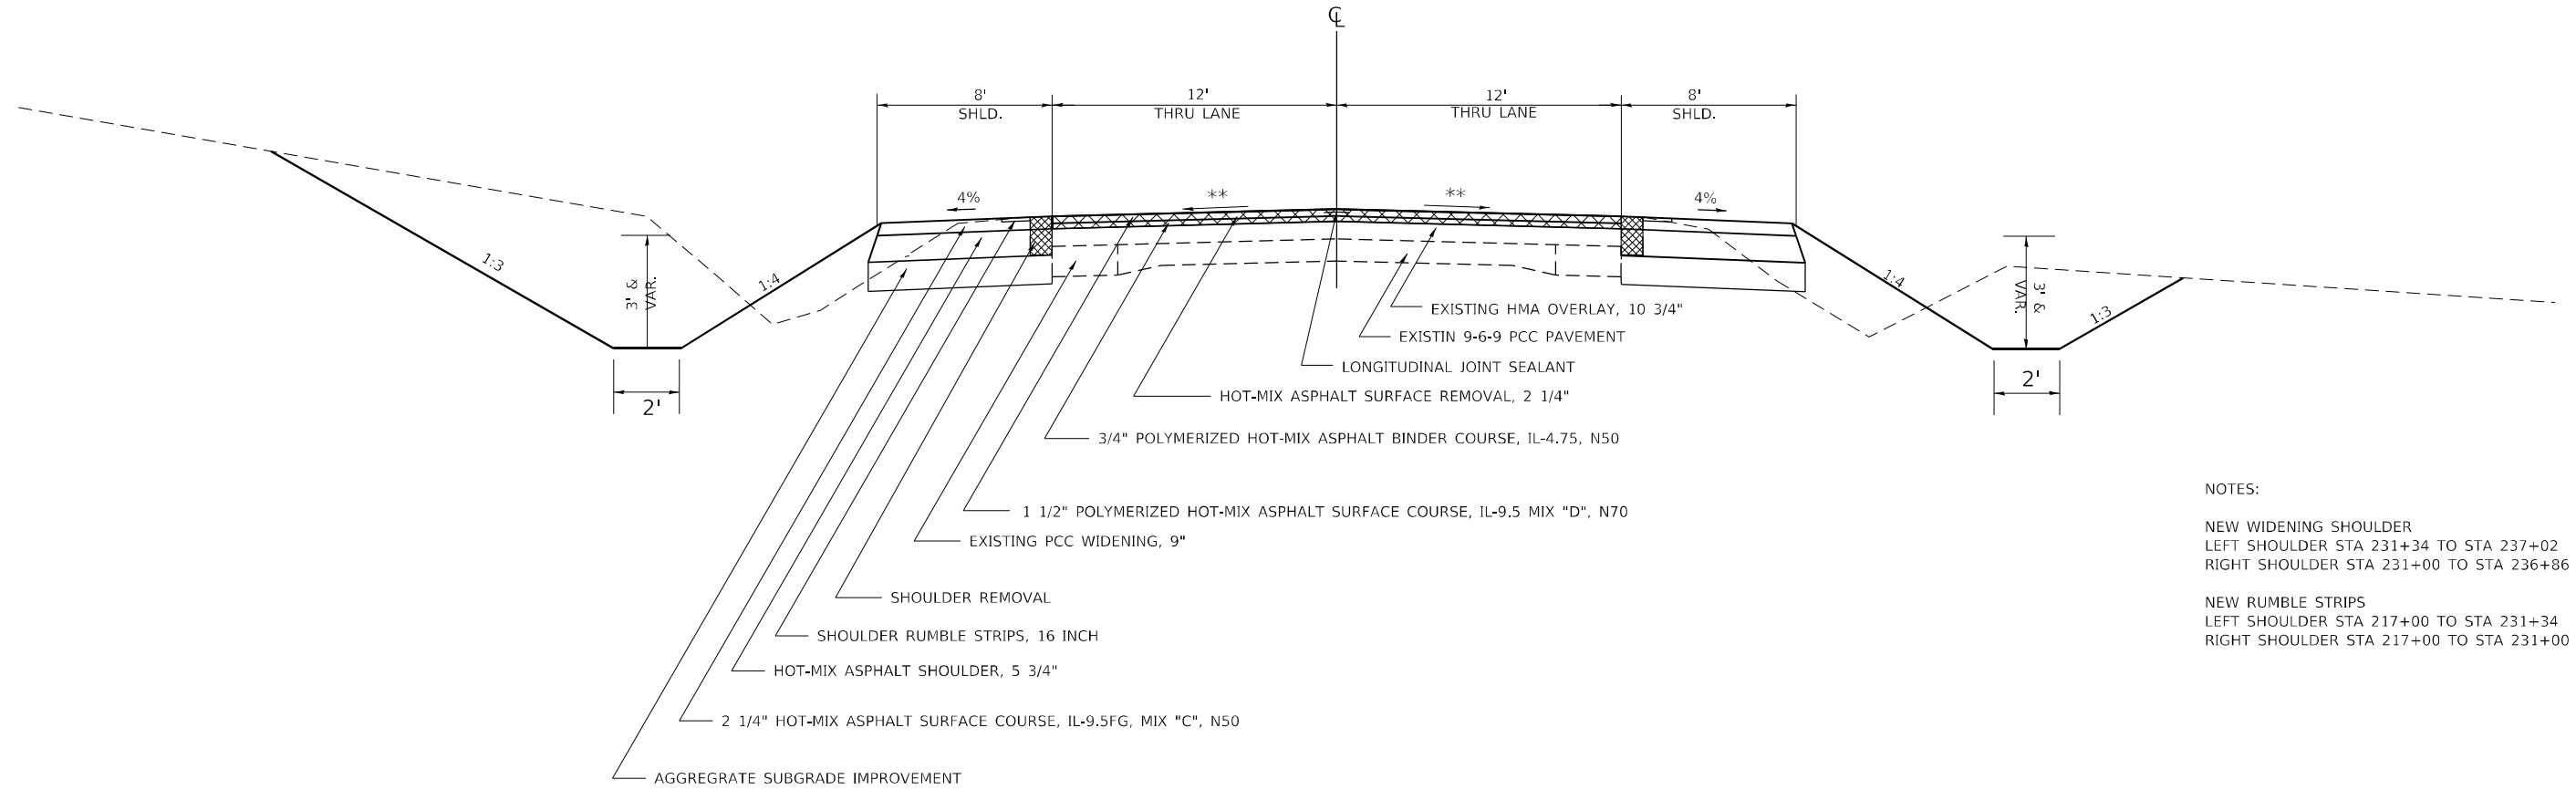 ℄
8'
SHLD.
12'
THRU LANE
12'
THRU LANE
8'
SHLD.
4%
**
**
4%
1:3
3' &
VAR.
1:4
1:4
3' &
VAR.
1:3
2'
2'
EXISTING HMA OVERLAY, 10 3/4"
EXISTIN 9-6-9 PCC PAVEMENT
LONGITUDINAL JOINT SEALANT
HOT-MIX ASPHALT SURFACE REMOVAL, 2 1/4"
3/4" POLYMERIZED HOT-MIX ASPHALT BINDER COURSE, IL-4.75, N50
1 1/2" POLYMERIZED HOT-MIX ASPHALT SURFACE COURSE, IL-9.5 MIX "D", N70
EXISTING PCC WIDENING, 9"
SHOULDER REMOVAL
SHOULDER RUMBLE STRIPS, 16 INCH
HOT-MIX ASPHALT SHOULDER, 5 3/4"
2 1/4" HOT-MIX ASPHALT SURFACE COURSE, IL-9.5FG, MIX "C", N50
AGGREGRATE SUBGRADE IMPROVEMENT
NOTES:
NEW WIDENING SHOULDER
LEFT SHOULDER STA 231+34 TO STA 237+02
RIGHT SHOULDER STA 231+00 TO STA 236+86
NEW RUMBLE STRIPS
LEFT SHOULDER STA 217+00 TO STA 231+34
RIGHT SHOULDER STA 217+00 TO STA 231+00